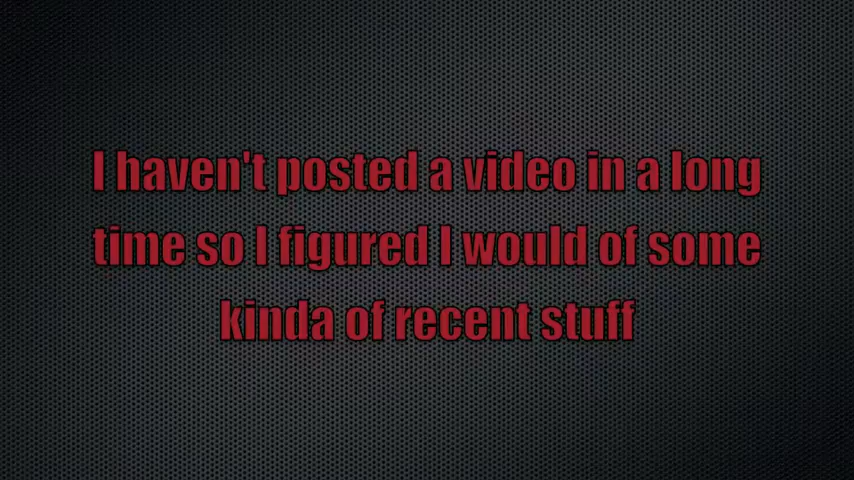 I haven't posted a video in a long
time so I figured I would of some
kinda of recent stuff